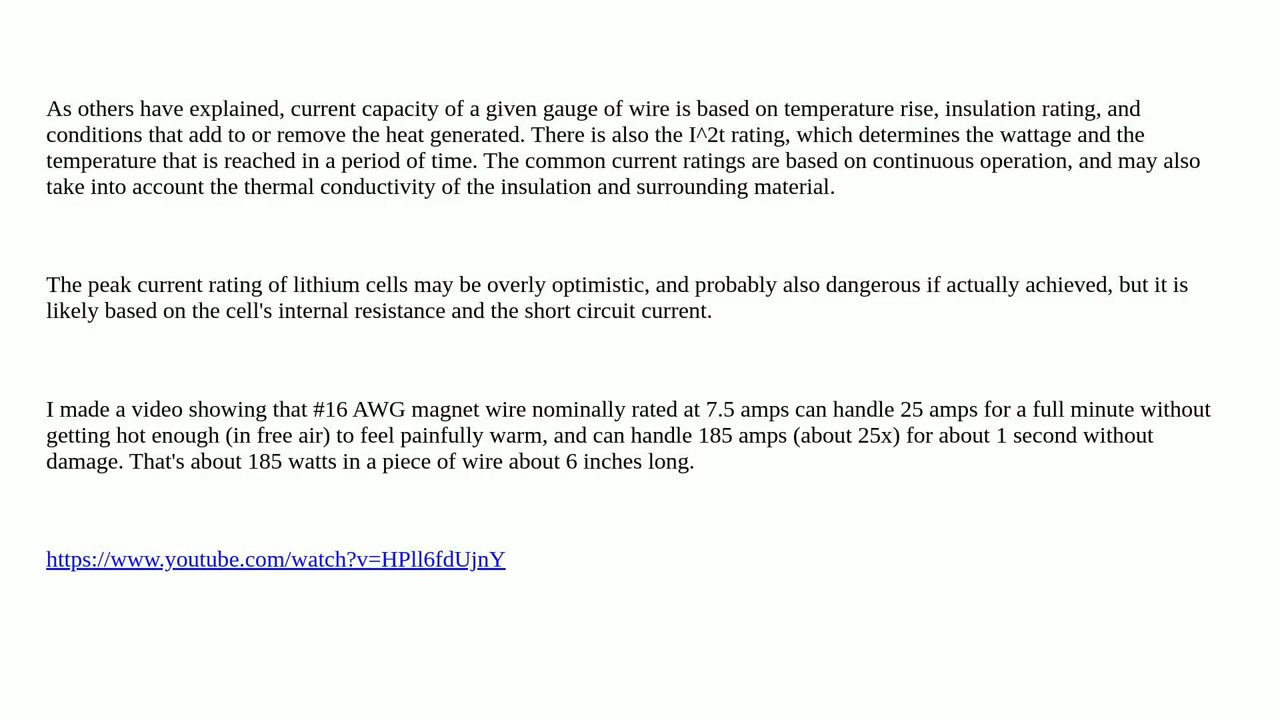 As others have explained, current capacity of a given gauge of wire is based on temperature rise, insulation rating, and
conditions that add to or remove the heat generated. There is also the I^2t rating, which determines the wattage and the
temperature that is reached in a period of time. The common current ratings are based on continuous operation, and may also
take into account the thermal conductivity of the insulation and surrounding material.
The peak current rating of lithium cells may be overly optimistic, and probably also dangerous if actually achieved, but it is
likely based on the cell's internal resistance and the short circuit current.
I made a video showing that #16 AWG magnet wire nominally rated at 7.5 amps can handle 25 amps for a full minute without
getting hot enough (in free air) to feel painfully warm, and can handle 185 amps (about 25x) for about 1 second without
damage. That's about 185 watts in a piece of wire about 6 inches long.
https://www.youtube.com/watch?v=HPll6fdUjnY